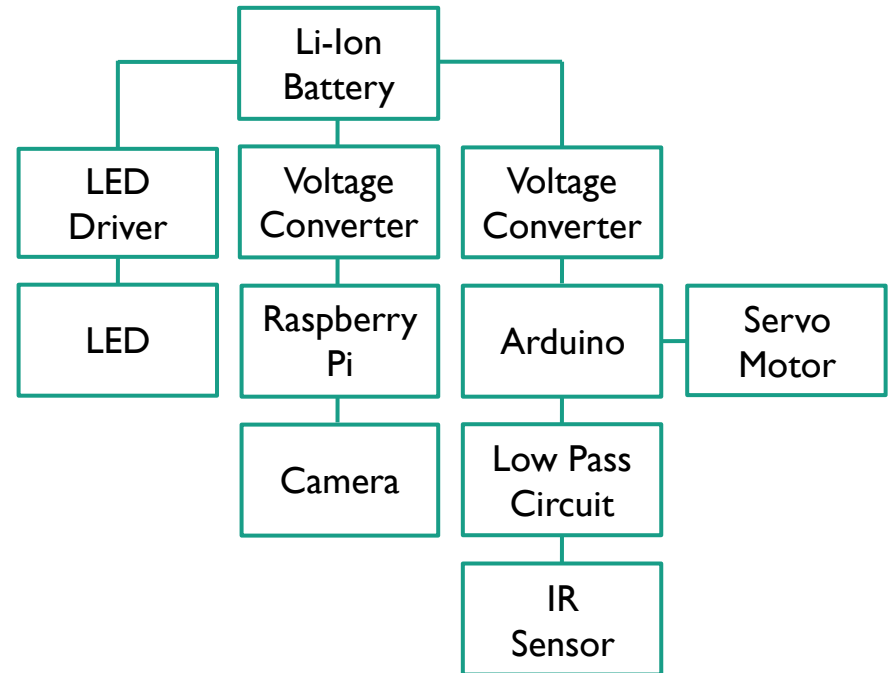 Li-Ion
Battery
LED
Driver
Voltage
Converter
Voltage
Converter
LED
Raspberry
Pi
Arduino
Servo
Motor
Camera
Low Pass
Circuit
IR
Sensor